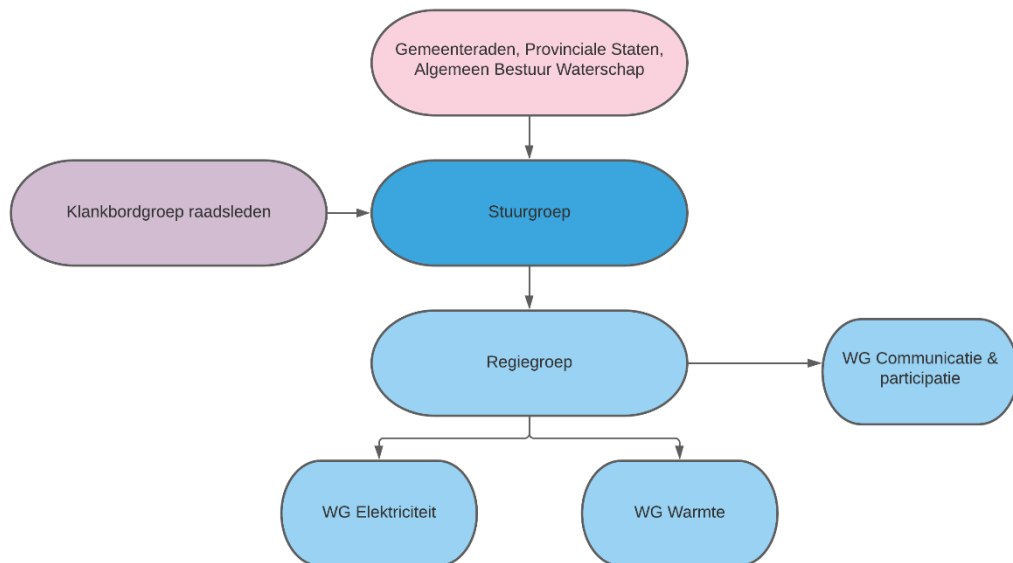 Gemeenteraden, Provinciale Staten,
Algemeen Bestuur Waterschap
Klankbordgroep raadsleden
Stuurgroep
Regiegroep
WG Communicatie &
participatie
WG Elektriciteit
WG Warmte